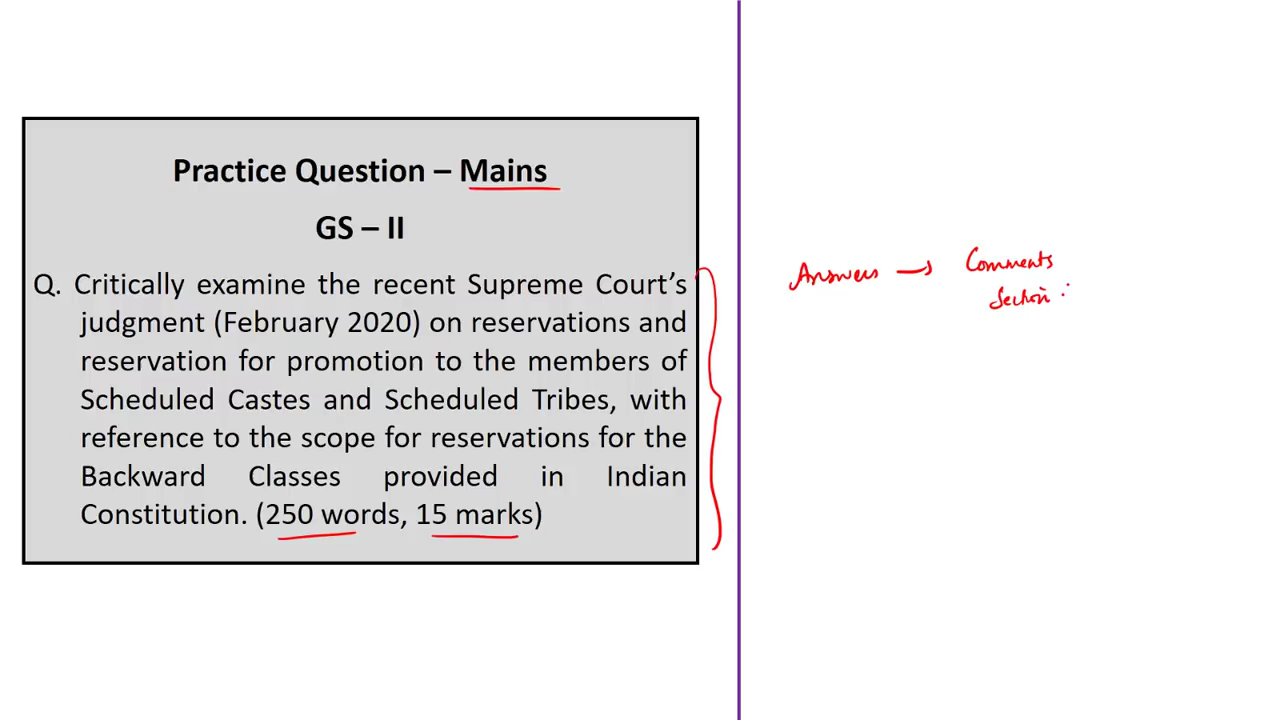 Practice Question – Mains
GS – II
Q. Critically examine the recent Supreme Court’s
judgment (February 2020) on reservations and
reservation for promotion to the members of
Scheduled Castes and Scheduled Tribes, with
reference to the scope for reservations for the
Backward Classes provided in Indian
Constitution. (250 words, 15 marks)
Answers → Comments
Section :